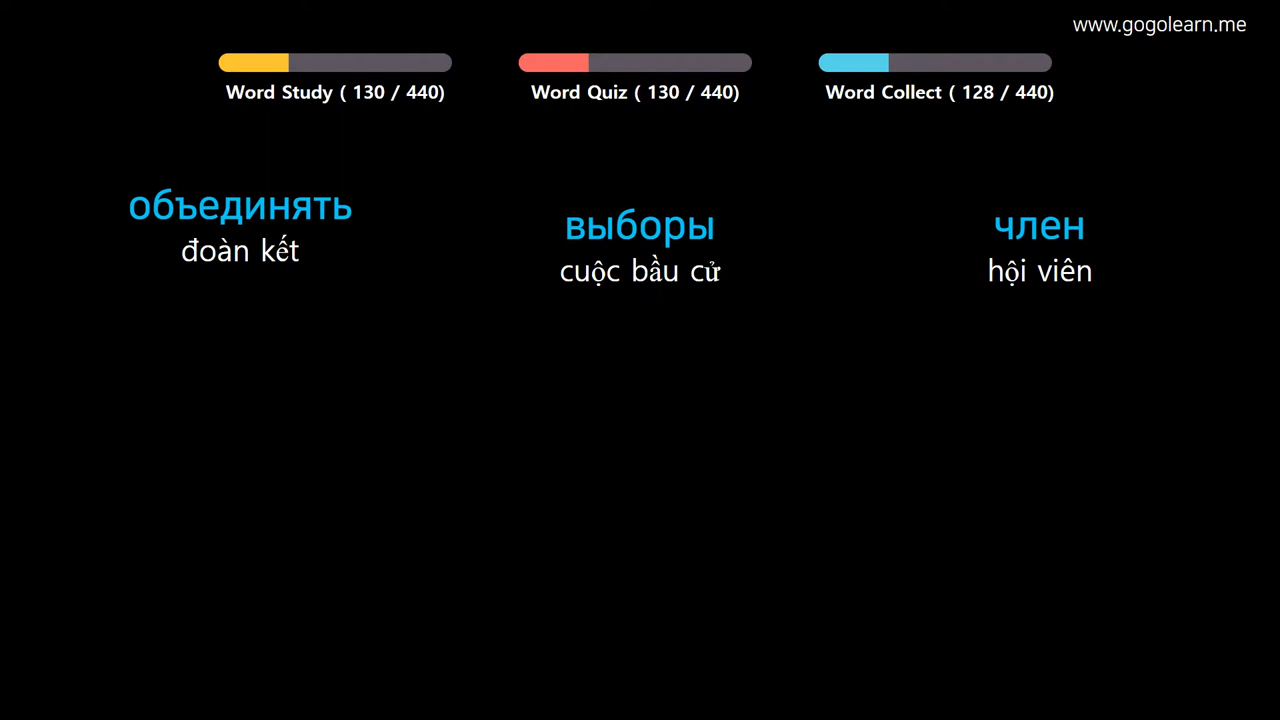 www.gogolearn.me
Word Study ( 130 / 440)
Word Quiz ( 130 / 440)
Word Collect ( 128 / 440)
объединять
đoàn kết
выборы
cuộc bầu cử
член
hội viên